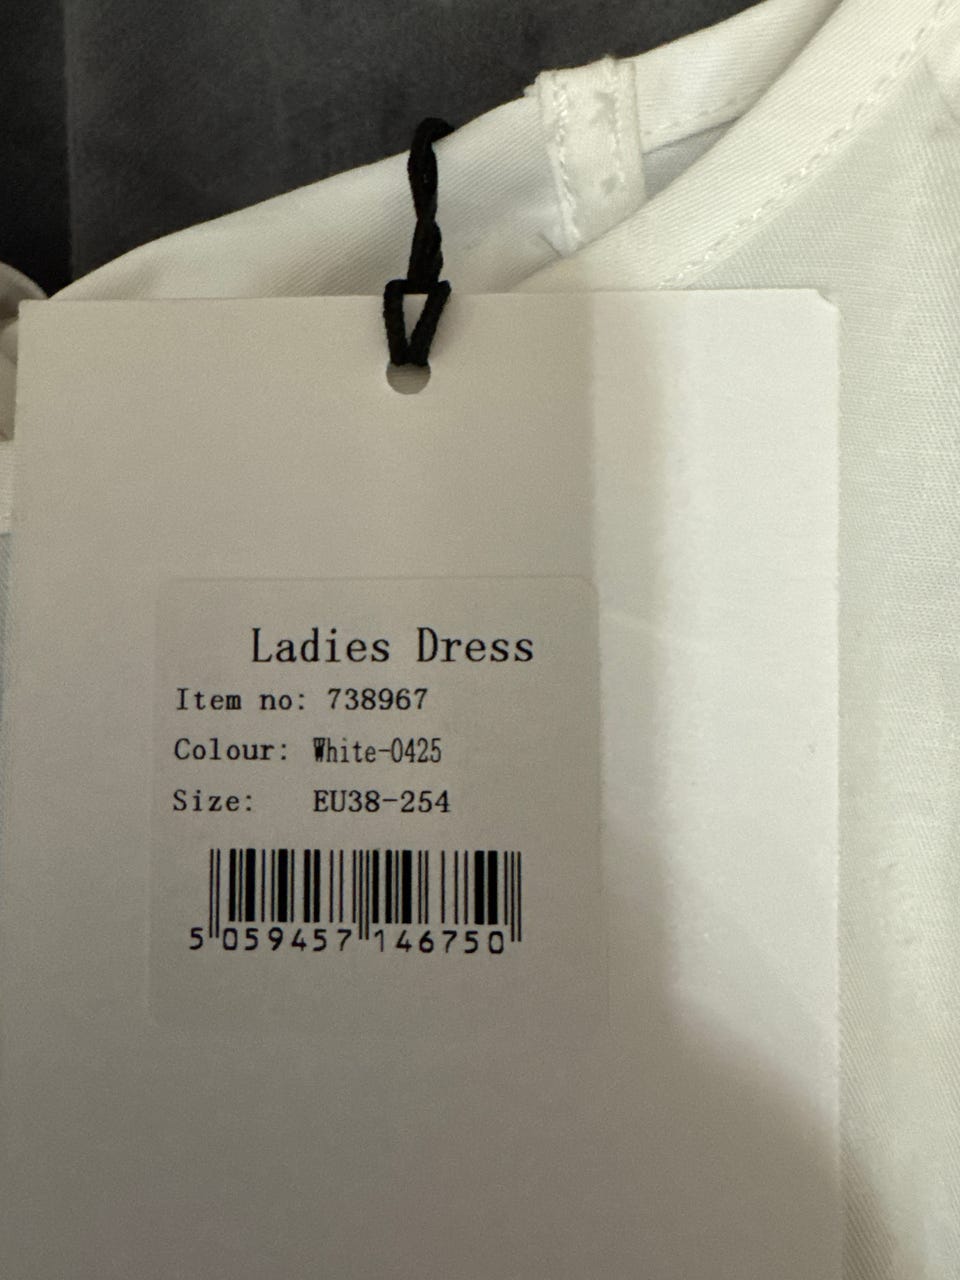 Ladies Dress
Item no: 738967
Colour: White-0425
Size: EU38-254
5 059457 146750